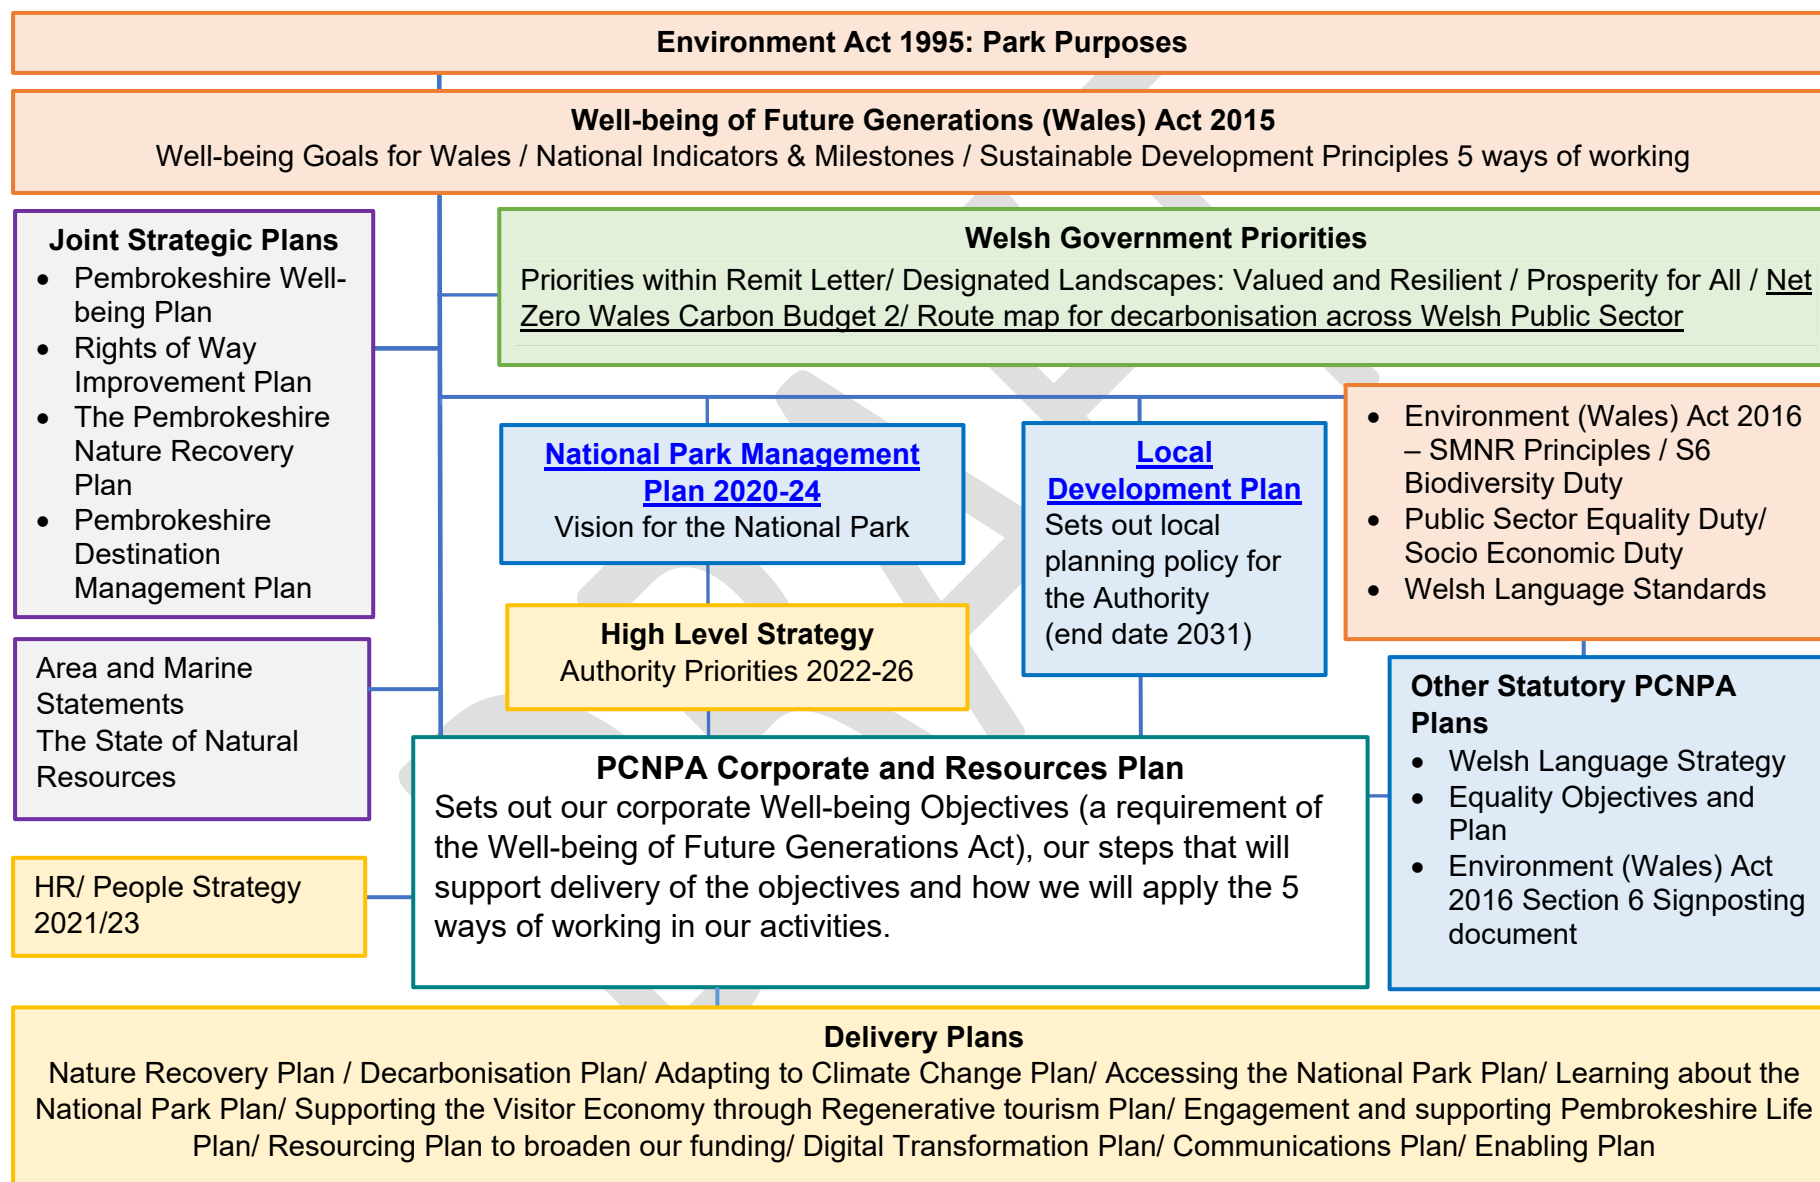 Environment Act 1995: Park Purposes
Well-being of Future Generations (Wales) Act 2015
Well-being Goals for Wales / National Indicators & Milestones / Sustainable Development Principles 5 ways of working
Joint Strategic Plans
• Pembrokeshire Well-
being Plan
• Rights of Way
Improvement Plan
• The Pembrokeshire
Nature Recovery
Plan
• Pembrokeshire
Destination
Management Plan
Welsh Government Priorities
Priorities within Remit Letter/ Designated Landscapes: Valued and Resilient / Prosperity for All / Net
Zero Wales Carbon Budget 2/ Route map for decarbonisation across Welsh Public Sector
National Park Management
Plan 2020-24
Vision for the National Park
Local
Development Plan
Sets out local
planning policy for
the Authority
(end date 2031)
• Environment (Wales) Act 2016
– SMNR Principles / S6
Biodiversity Duty
• Public Sector Equality Duty/
Socio Economic Duty
• Welsh Language Standards
High Level Strategy
Authority Priorities 2022-26
Area and Marine
Statements
The State of Natural
Resources
Other Statutory PCNPA
Plans
• Welsh Language Strategy
• Equality Objectives and
Plan
• Environment (Wales) Act
2016 Section 6 Signposting
document
PCNPA Corporate and Resources Plan
Sets out our corporate Well-being Objectives (a requirement of
the Well-being of Future Generations Act), our steps that will
support delivery of the objectives and how we will apply the 5
ways of working in our activities.
HR/ People Strategy
2021/23
Delivery Plans
Nature Recovery Plan / Decarbonisation Plan/ Adapting to Climate Change Plan/ Accessing the National Park Plan/ Learning about the
National Park Plan/ Supporting the Visitor Economy through Regenerative tourism Plan/ Engagement and supporting Pembrokeshire Life
Plan/ Resourcing Plan to broaden our funding/ Digital Transformation Plan/ Communications Plan/ Enabling Plan